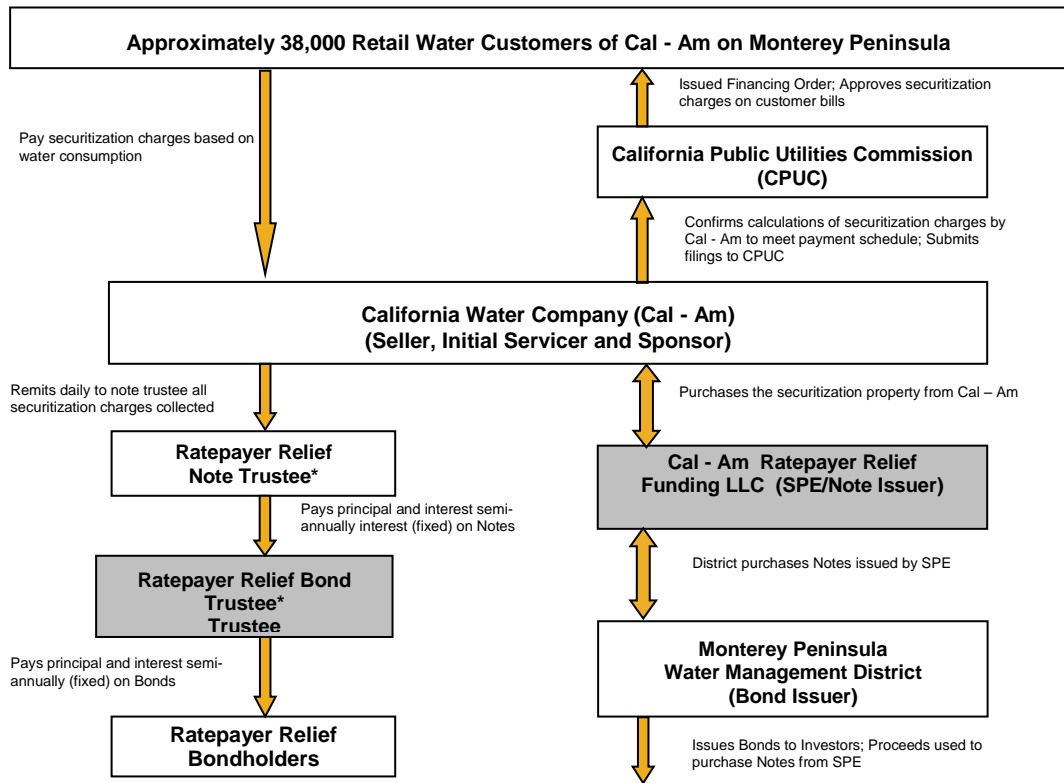 Approximately 38,000 Retail Water Customers of Cal - Am on Monterey Peninsula
Pay securitization charges based on
water consumption
Issued Financing Order; Approves securitization
charges on customer bills
California Public Utilities Commission
(CPUC)
Confirms calculations of securitization charges by
Cal - Am to meet payment schedule; Submits
filings to CPUC
California Water Company (Cal - Am)
(Seller, Initial Servicer and Sponsor)
Remits daily to note trustee all
securitization charges collected
Purchases the securitization property from Cal – Am
Ratepayer Relief
Note Trustee*
Cal - Am Ratepayer Relief
Funding LLC (SPE/Note Issuer)
Pays principal and interest semi-
annually interest (fixed) on Notes
District purchases Notes issued by SPE
Ratepayer Relief Bond
Trustee*
Trustee
Monterey Peninsula
Water Management District
(Bond Issuer)
Pays principal and interest semi-
annually (fixed) on Bonds
Ratepayer Relief
Bondholders
Issues Bonds to Investors; Proceeds used to
purchase Notes from SPE